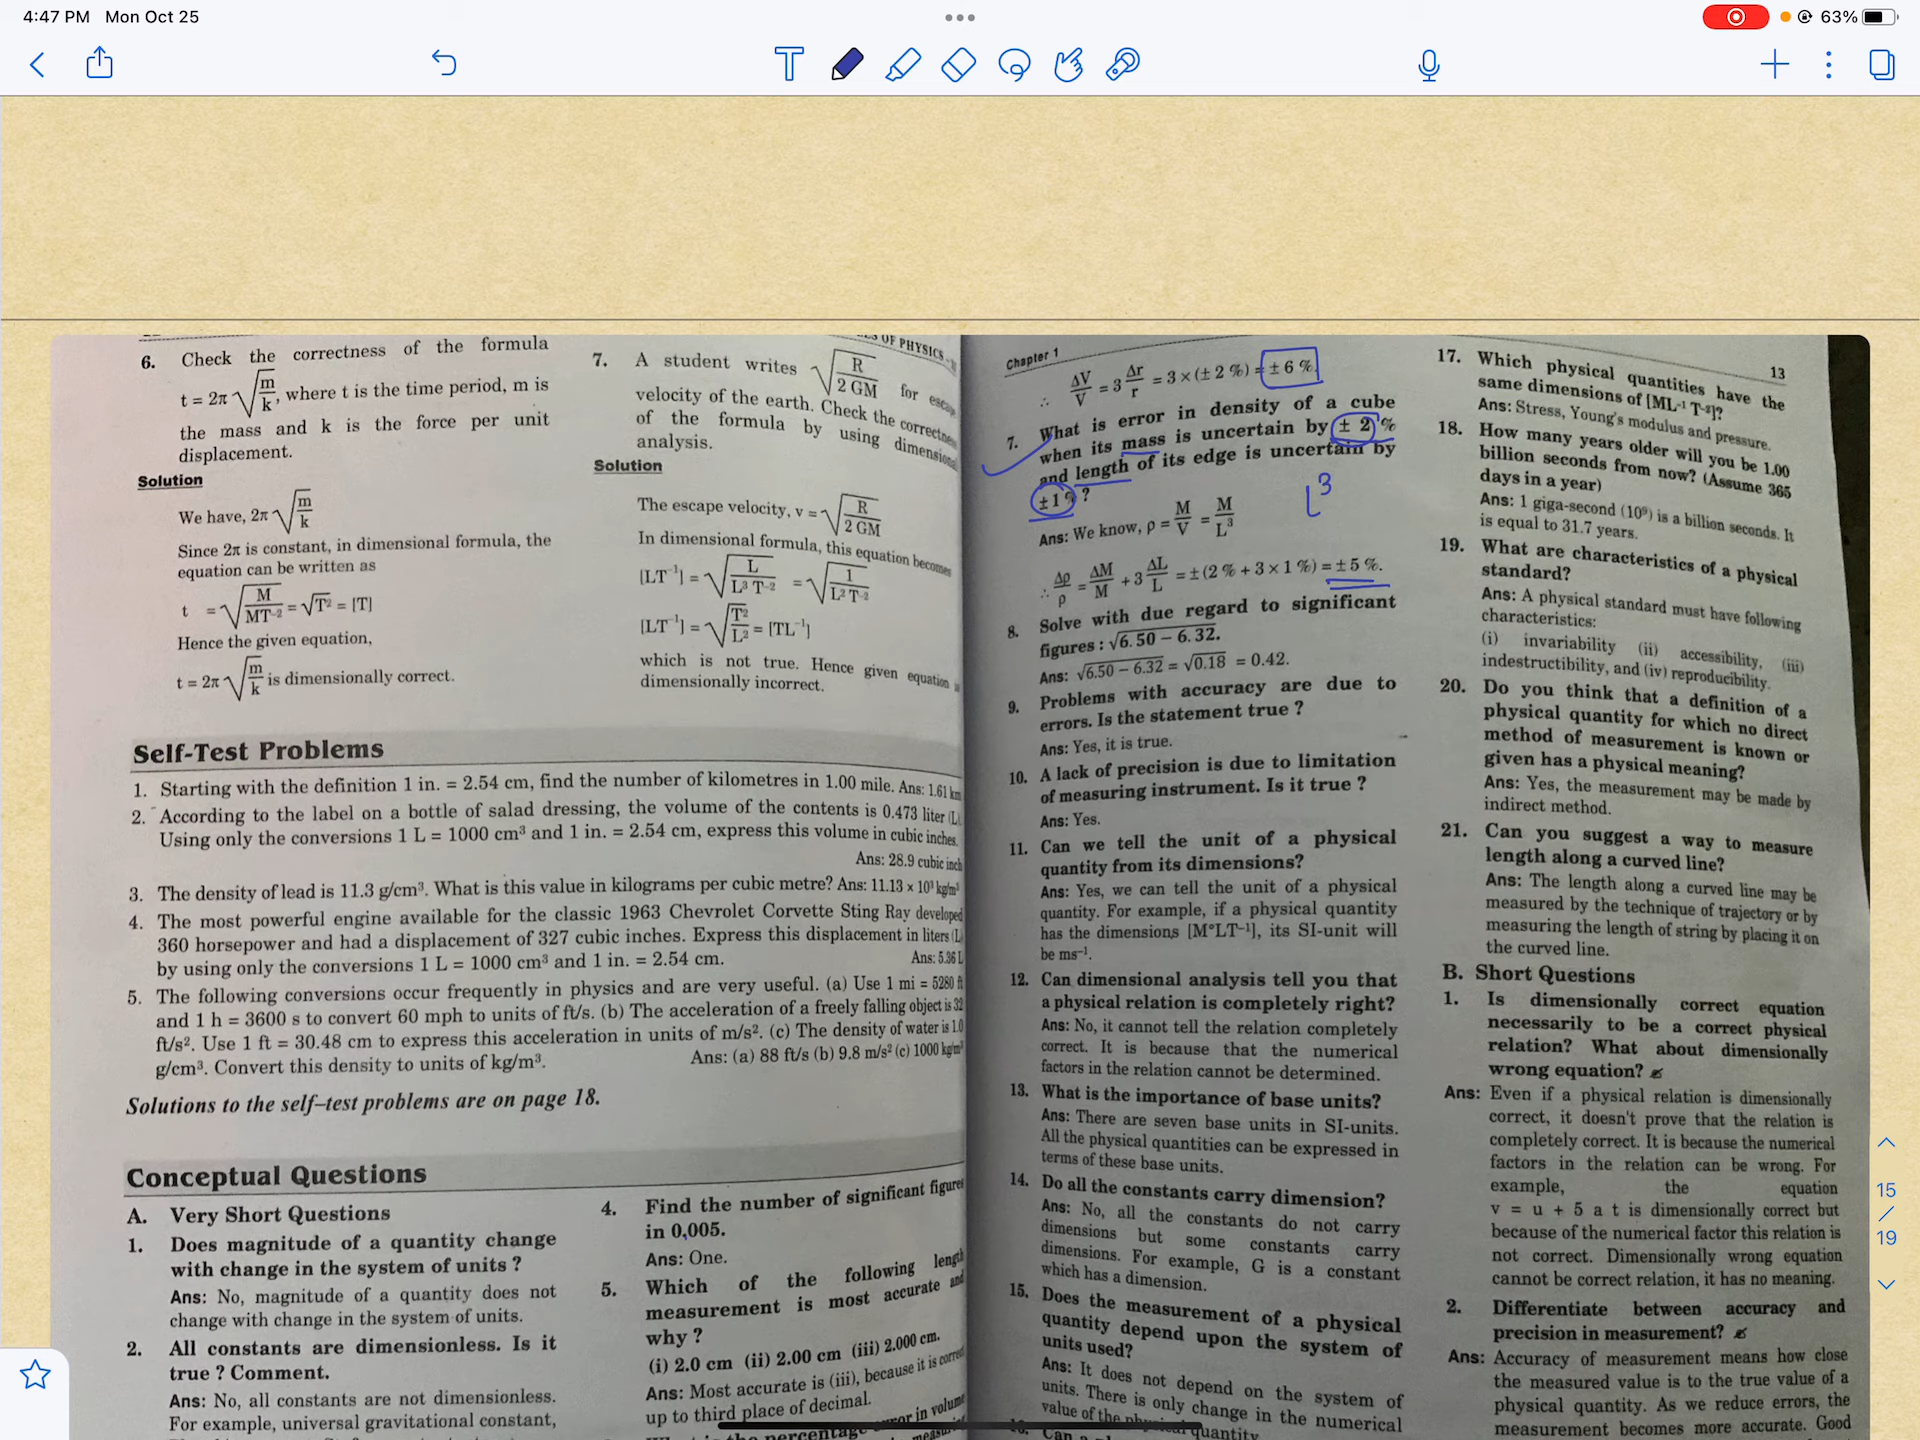 4:47 PM Mon Oct 25
63%
6. Check the correctness of the formula
t = 2π √m/k, where t is the time period, m is
the mass and k is the force per unit
displacement.
Solution
We have, 2π √m/k
Since 2π is constant, in dimensional formula, the
equation can be written as
t = √M/MT⁻² = √T² = [T]
Hence the given equation,
t = 2π √m/k is dimensionally correct.
7. A student writes √R/2 GM for
velocity of the earth. Check the
of the formula by using
analysis.
Solution
The escape velocity, v = √R/2 GM
In dimensional formula, this equation becomes
[LT⁻¹] = √L/L³ T⁻² = √1/L² T⁻²
[LT⁻¹] = √T²/L² = [TL⁻¹]
which is not true. Hence given equation
dimensionally incorrect.
Self-Test Problems
1. Starting with the definition 1 in. = 2.54 cm, find the number of kilometres in 1.00 mile. Ans: 1.61 km
2. According to the label on a bottle of salad dressing, the volume of the contents is 0.473 liter (L).
Using only the conversions 1 L = 1000 cm³ and 1 in. = 2.54 cm, express this volume in cubic inches.
Ans: 28.9 cubic inch
3. The density of lead is 11.3 g/cm³. What is this value in kilograms per cubic metre? Ans: 11.13 × 10³ kg/m³
4. The most powerful engine available for the classic 1963 Chevrolet Corvette Sting Ray developed
360 horsepower and had a displacement of 327 cubic inches. Express this displacement in liters (L)
by using only the conversions 1 L = 1000 cm³ and 1 in. = 2.54 cm. Ans: 5.36 L
5. The following conversions occur frequently in physics and are very useful. (a) Use 1 mi = 5280 ft
and 1 h = 3600 s to convert 60 mph to units of ft/s. (b) The acceleration of a freely falling object is 32
ft/s². Use 1 ft = 30.48 cm to express this acceleration in units of m/s². (c) The density of water is 1.0
g/cm³. Convert this density to units of kg/m³. Ans: (a) 88 ft/s (b) 9.8 m/s² (c) 1000 kg/m³
Solutions to the self–test problems are on page 18.
Conceptual Questions
A. Very Short Questions
1. Does magnitude of a quantity change
with change in the system of units ?
Ans: No, magnitude of a quantity does not
change with change in the system of units.
2. All constants are dimensionless. Is it
true ? Comment.
Ans: No, all constants are not dimensionless.
For example, universal gravitational constant,
4. Find the number of significant figures
in 0,005.
Ans: One.
5. Which of the following length
measurement is most accurate and
why ?
(i) 2.0 cm (ii) 2.00 cm (iii) 2.000 cm.
Ans: Most accurate is (iii), because it is correct
up to third place of decimal.
Chapter 1
∴ ΔV/V = 3 Δr/r = 3 × (± 2 %) = ± 6 %
7. What is error in density of a cube
when its mass is uncertain by ± 2 %
and length of its edge is uncertain by
±1% ?
L³
Ans: We know, ρ = M/V = M/L³
∴ Δρ/ρ = ΔM/M + 3 ΔL/L = ± (2 % + 3 × 1 %) = ± 5 %.
8. Solve with due regard to significant
figures : √6.50 – 6.32.
Ans: √6.50 – 6.32 = √0.18 = 0.42.
9. Problems with accuracy are due to
errors. Is the statement true ?
Ans: Yes, it is true.
10. A lack of precision is due to limitation
of measuring instrument. Is it true ?
Ans: Yes.
11. Can we tell the unit of a physical
quantity from its dimensions?
Ans: Yes, we can tell the unit of a physical
quantity. For example, if a physical quantity
has the dimensions [M°LT⁻¹], its SI-unit will
be ms⁻¹.
12. Can dimensional analysis tell you that
a physical relation is completely right?
Ans: No, it cannot tell the relation completely
correct. It is because that the numerical
factors in the relation cannot be determined.
13. What is the importance of base units?
Ans: There are seven base units in SI-units.
All the physical quantities can be expressed in
terms of these base units.
14. Do all the constants carry dimension?
Ans: No, all the constants do not carry
dimensions but some constants carry
dimensions. For example, G is a constant
which has a dimension.
15. Does the measurement of a physical
quantity depend upon the system of
units used?
Ans: It does not depend on the system of
units. There is only change in the numerical
value of the quantity
13
17. Which physical quantities have the
same dimensions of [ML⁻¹ T⁻²]?
Ans: Stress, Young's modulus and pressure.
18. How many years older will you be 1.00
billion seconds from now? (Assume 365
days in a year)
Ans: 1 giga-second (10⁹) is a billion seconds. It
is equal to 31.7 years.
19. What are characteristics of a physical
standard?
Ans: A physical standard must have following
characteristics:
(i) invariability (ii) accessibility, (iii)
indestructibility, and (iv) reproducibility.
20. Do you think that a definition of a
physical quantity for which no direct
method of measurement is known or
given has a physical meaning?
Ans: Yes, the measurement may be made by
indirect method.
21. Can you suggest a way to measure
length along a curved line?
Ans: The length along a curved line may be
measured by the technique of trajectory or by
measuring the length of string by placing it on
the curved line.
B. Short Questions
1. Is dimensionally correct equation
necessarily to be a correct physical
relation? What about dimensionally
wrong equation?
Ans: Even if a physical relation is dimensionally
correct, it doesn't prove that the relation is
completely correct. It is because the numerical
factors in the relation can be wrong. For
example, the equation
v = u + 5 a t is dimensionally correct but
because of the numerical factor this relation is
not correct. Dimensionally wrong equation
cannot be correct relation, it has no meaning.
2. Differentiate between accuracy and
precision in measurement?
Ans: Accuracy of measurement means how close
the measured value is to the true value of a
physical quantity. As we reduce errors, the
measurement becomes more accurate. Good
15
/
19